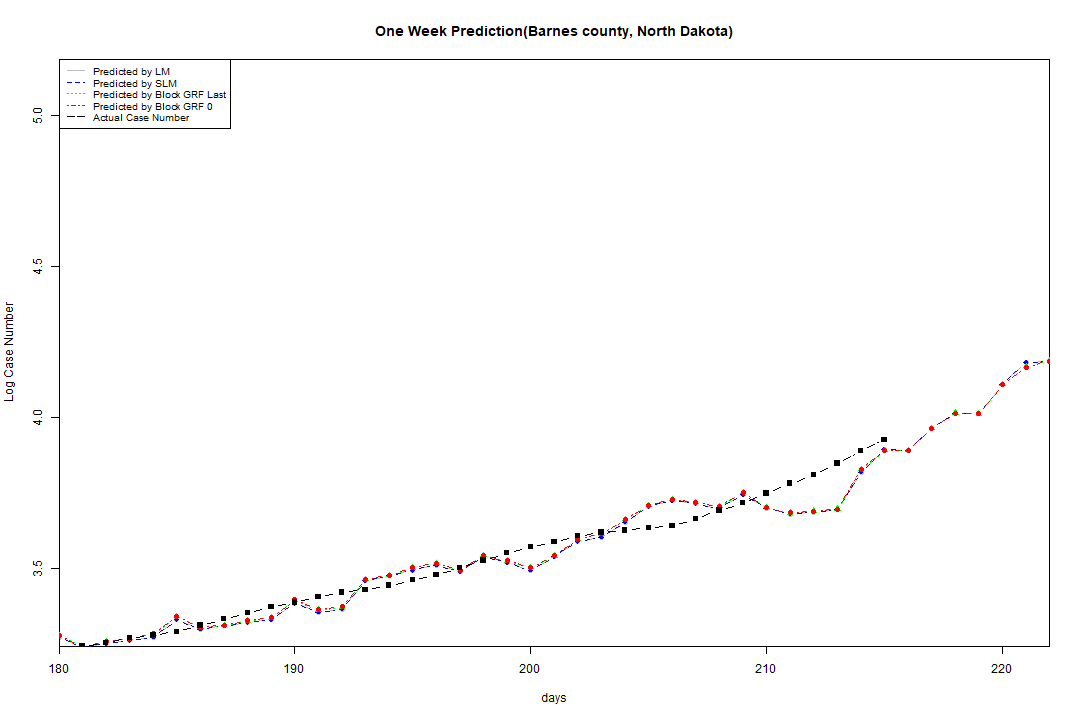 One Week Prediction(Barnes county, North Dakota)
Predicted by LM
Predicted by SLM
Predicted by Block GRF Last
Predicted by Block GRF 0
Actual Case Number
5.0
4.5
4.0
3.5
Log Case Number
180
190
200
210
220
days